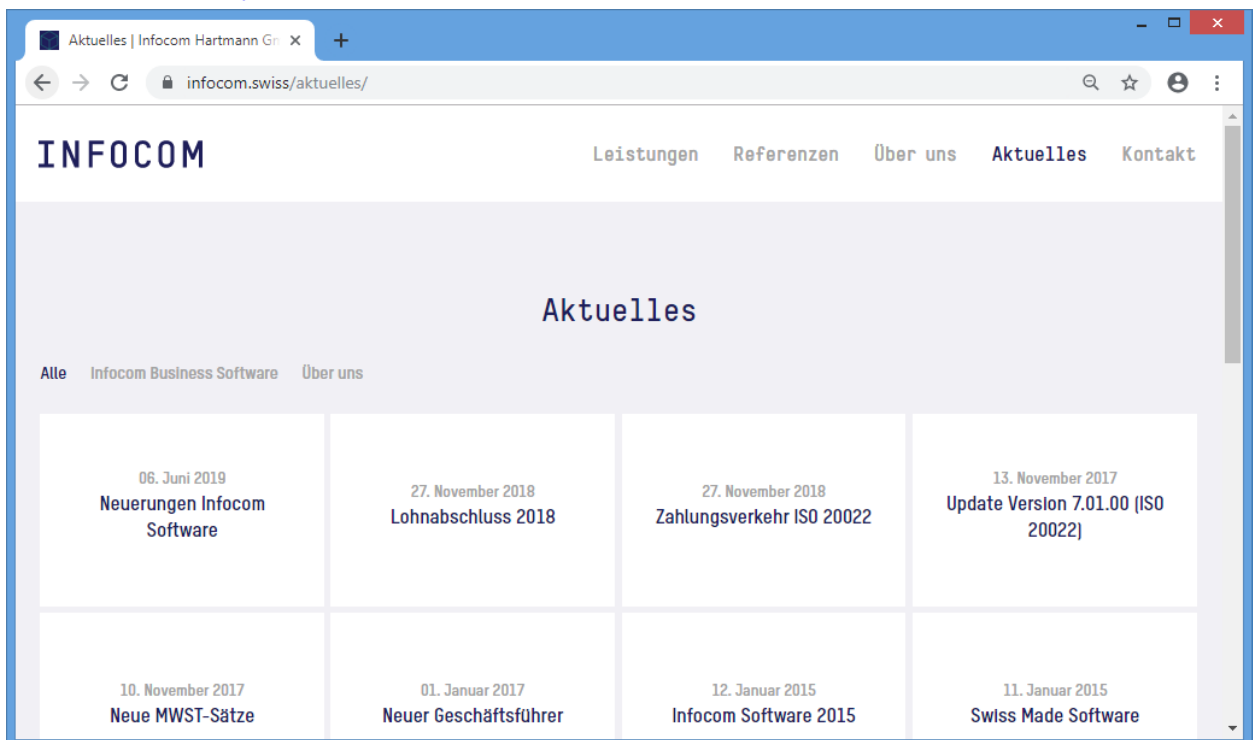 Aktuelles | Infocom Hartmann Gm
infocom.swiss/aktuelles/
INFOCOM
Leistungen Referenzen Über uns Aktuelles Kontakt
Aktuelles
Alle Infocom Business Software Über uns
06. Juni 2019
Neuerungen Infocom
Software
27. November 2018
Lohnabschluss 2018
27. November 2018
Zahlungsverkehr ISO 20022
13. November 2017
Update Version 7.01.00 (ISO
20022)
10. November 2017
Neue MWST-Sätze
01. Januar 2017
Neuer Geschäftsführer
12. Januar 2015
Infocom Software 2015
11. Januar 2015
Swiss Made Software